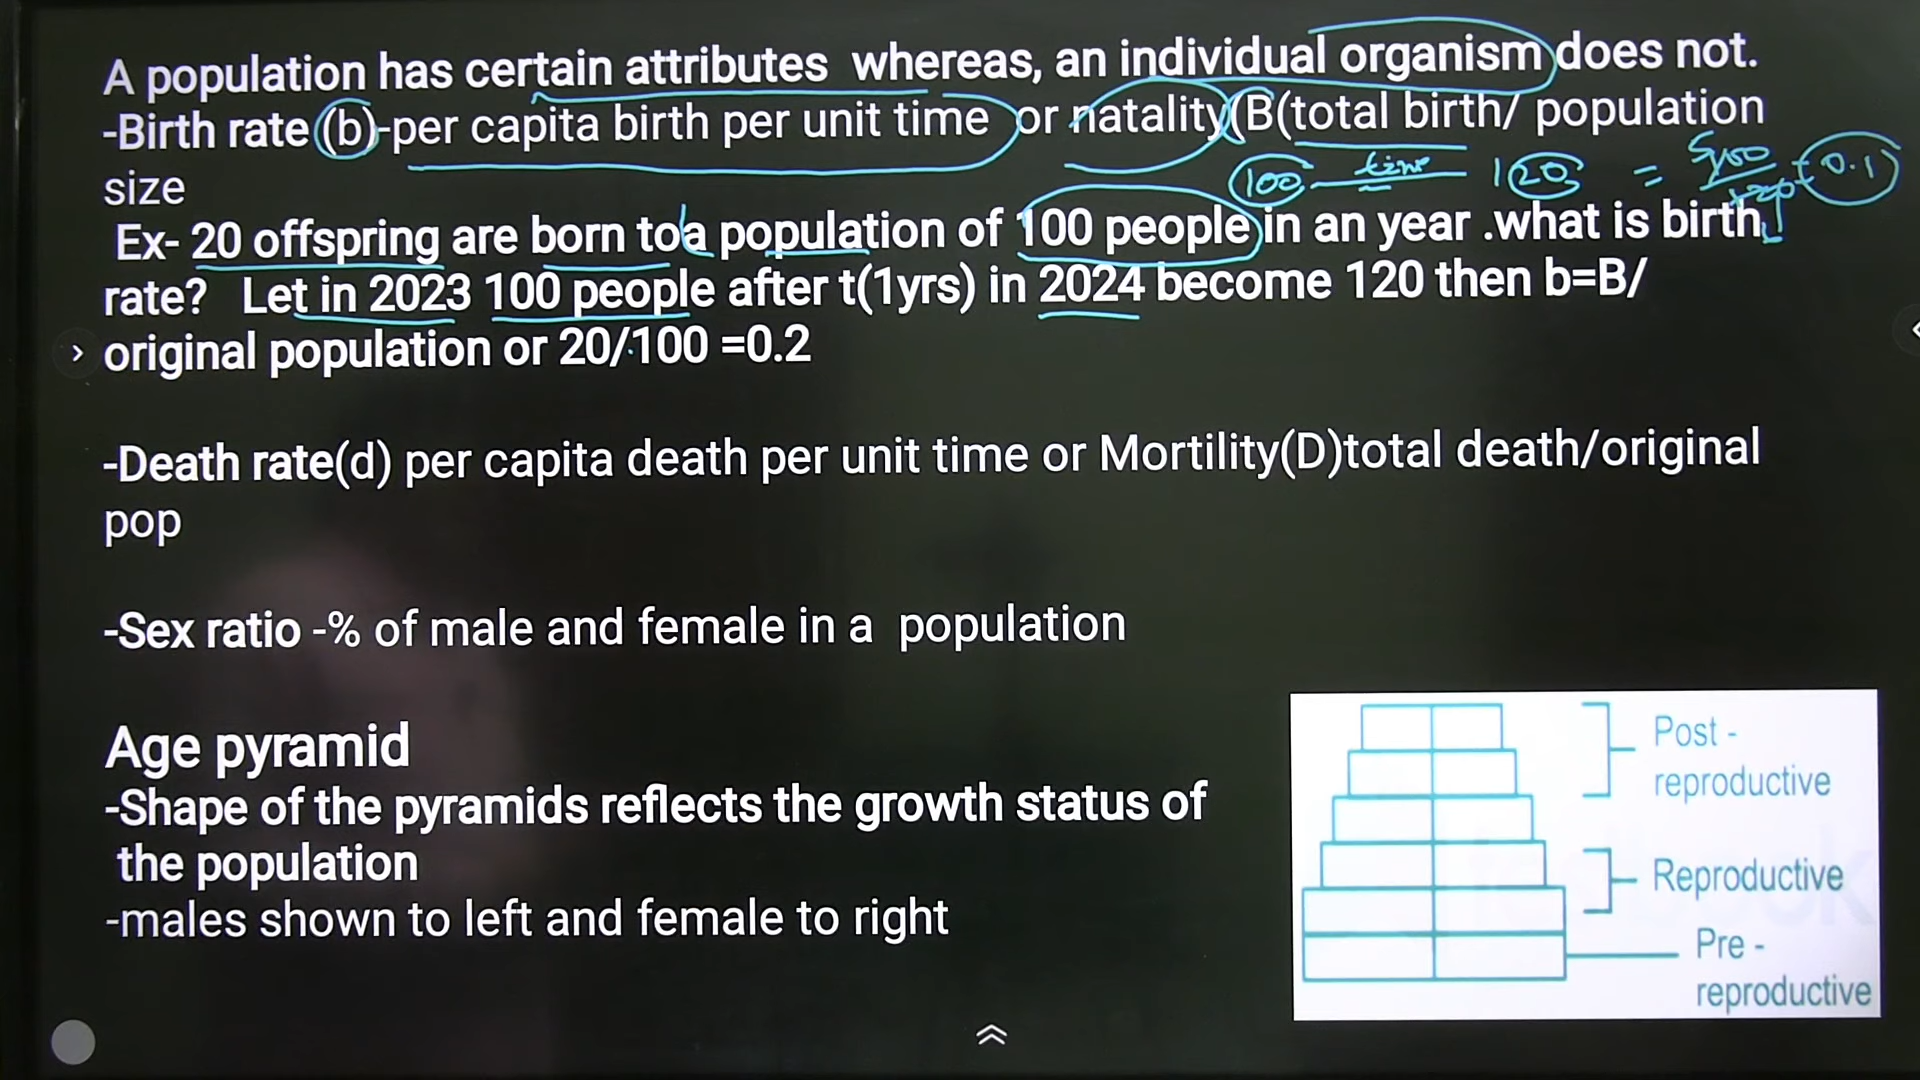 A population has certain attributes whereas, an individual organism does not.
-Birth rate (b)-per capita birth per unit time or natality(B(total birth/ population
size
100 time 120 = 0.1
Ex- 20 offspring are born to a population of 100 people in an year .what is birth
rate? Let in 2023 100 people after t(1yrs) in 2024 become 120 then b=B/
original population or 20/100 =0.2
-Death rate(d) per capita death per unit time or Mortility(D)total death/original
pop
-Sex ratio -% of male and female in a population
Age pyramid
-Shape of the pyramids reflects the growth status of
the population
-males shown to left and female to right
Post -
reproductive
Reproductive
Pre -
reproductive